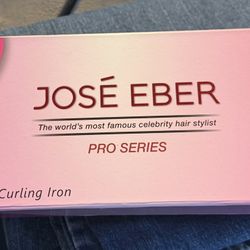 JOSÉ EBER
The world's most famous celebrity hair stylist
PRO SERIES
Curling Iron